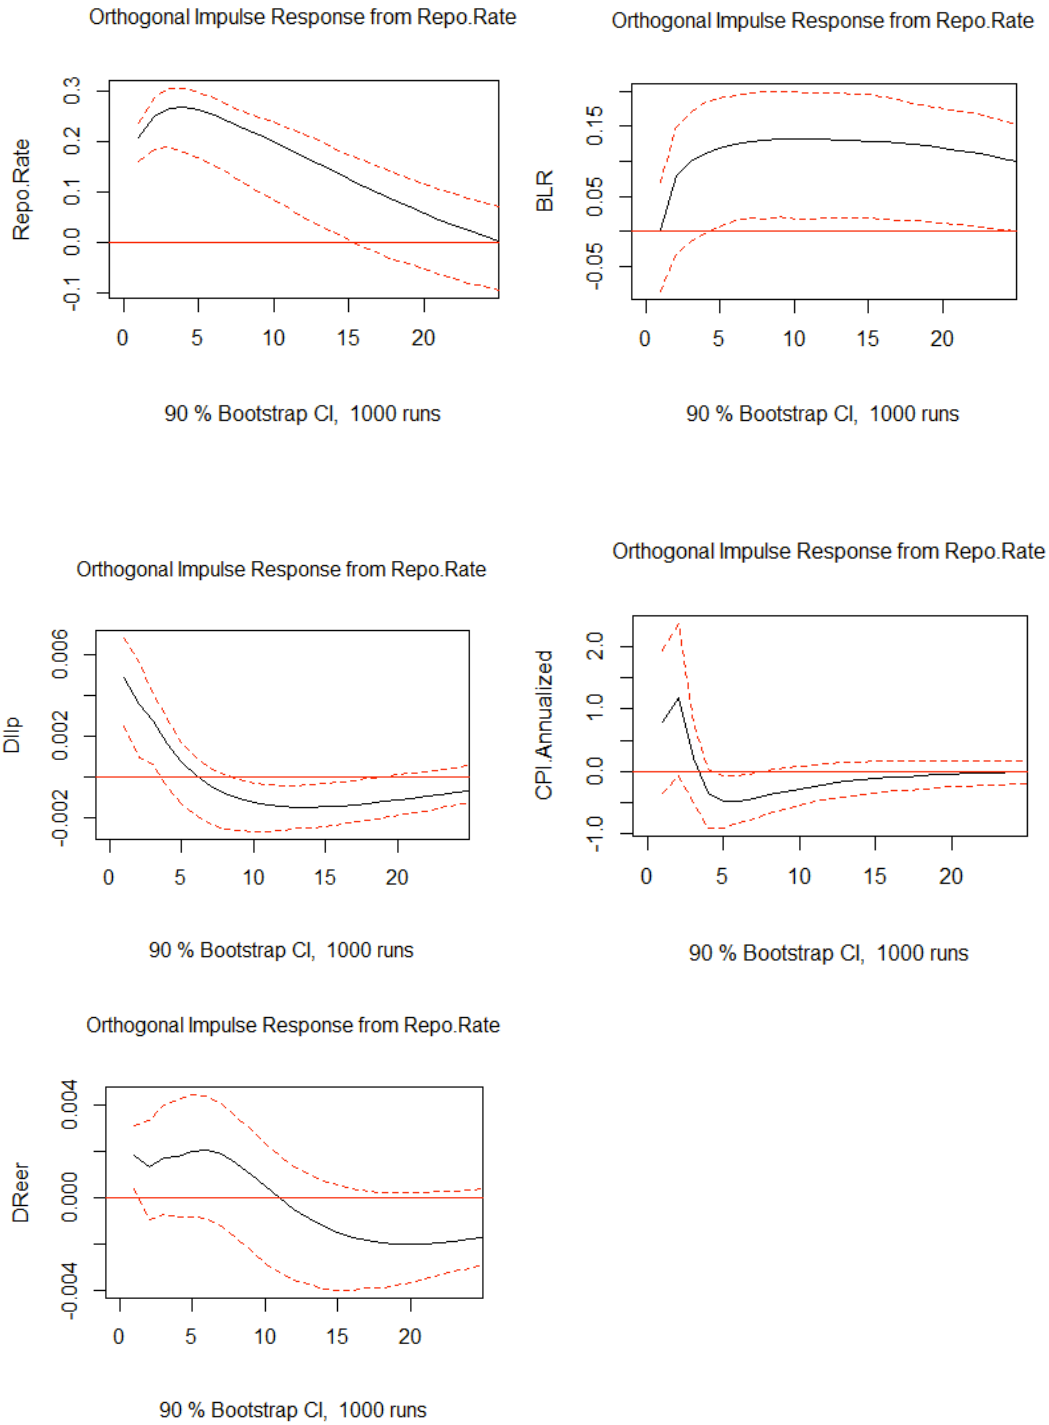 Orthogonal Impulse Response from Repo.Rate
Repo.Rate
0.3
0.2
0.1
0.0
-0.1
0 5 10 15 20
90 % Bootstrap CI, 1000 runs
Orthogonal Impulse Response from Repo.Rate
BLR
0.15
0.05
-0.05
0 5 10 15 20
90 % Bootstrap CI, 1000 runs
Orthogonal Impulse Response from Repo.Rate
DIIp
0.006
0.002
-0.002
0 5 10 15 20
90 % Bootstrap CI, 1000 runs
Orthogonal Impulse Response from Repo.Rate
CPI.Annualized
2.0
1.0
0.0
-1.0
0 5 10 15 20
90 % Bootstrap CI, 1000 runs
Orthogonal Impulse Response from Repo.Rate
DReer
0.004
0.000
-0.004
0 5 10 15 20
90 % Bootstrap CI, 1000 runs